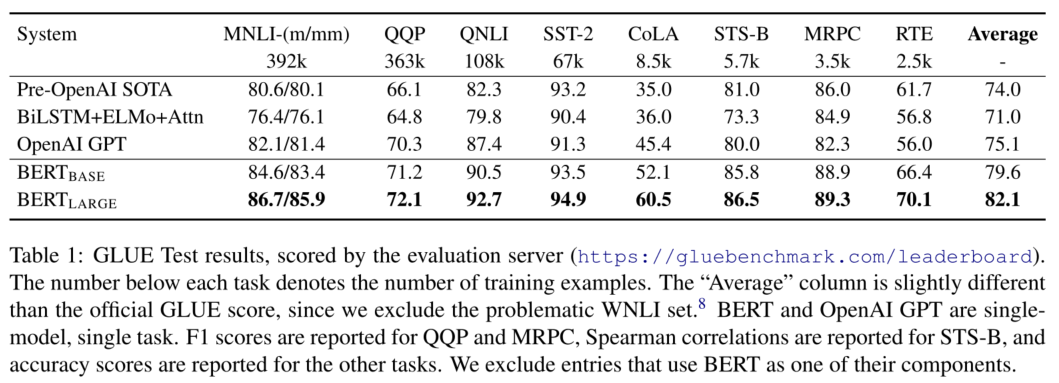 System MNLI-(m/mm) QQP QNLI SST-2 CoLA STS-B MRPC RTE Average
392k 363k 108k 67k 8.5k 5.7k 3.5k 2.5k -
Pre-OpenAI SOTA 80.6/80.1 66.1 82.3 93.2 35.0 81.0 86.0 61.7 74.0
BiLSTM+ELMo+Attn 76.4/76.1 64.8 79.8 90.4 36.0 73.3 84.9 56.8 71.0
OpenAI GPT 82.1/81.4 70.3 87.4 91.3 45.4 80.0 82.3 56.0 75.1
BERTBASE 84.6/83.4 71.2 90.5 93.5 52.1 85.8 88.9 66.4 79.6
BERTLARGE 86.7/85.9 72.1 92.7 94.9 60.5 86.5 89.3 70.1 82.1
Table 1: GLUE Test results, scored by the evaluation server (https://gluebenchmark.com/leaderboard).
The number below each task denotes the number of training examples. The “Average” column is slightly different
than the official GLUE score, since we exclude the problematic WNLI set.8 BERT and OpenAI GPT are single-
model, single task. F1 scores are reported for QQP and MRPC, Spearman correlations are reported for STS-B, and
accuracy scores are reported for the other tasks. We exclude entries that use BERT as one of their components.